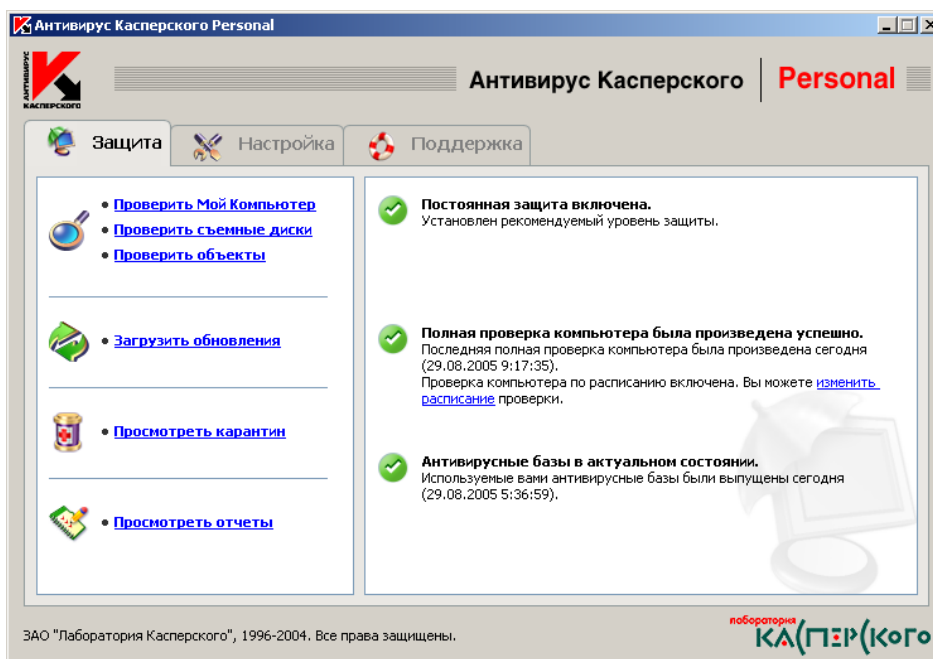 Антивирус Касперского Personal
АНТИВИРУС
КАСПЕРСКОГО
Антивирус Касперского Personal
Защита Настройка Поддержка
Проверить Мой Компьютер
Проверить съемные диски
Проверить объекты
Загрузить обновления
Просмотреть карантин
Просмотреть отчеты
Постоянная защита включена.
Установлен рекомендуемый уровень защиты.
Полная проверка компьютера была произведена успешно.
Последняя полная проверка компьютера была произведена сегодня
(29.08.2005 9:17:35).
Проверка компьютера по расписанию включена. Вы можете изменить
расписание проверки.
Антивирусные базы в актуальном состоянии.
Используемые вами антивирусные базы были выпущены сегодня
(29.08.2005 5:36:59).
ЗАО "Лаборатория Касперского", 1996-2004. Все права защищены.
лаборатория
КАСПЕРСКОГО